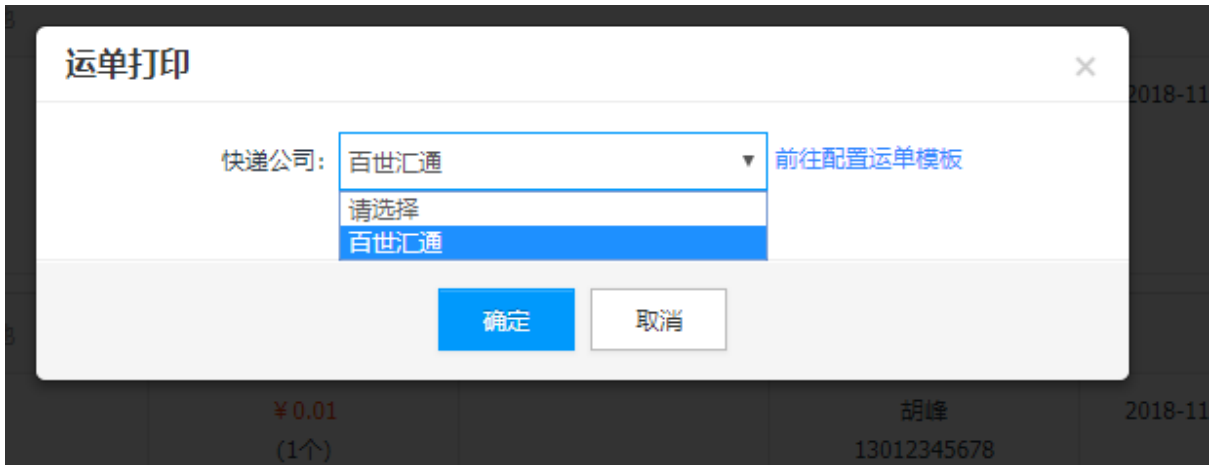 运单打印
×
2018-11
快递公司: 百世汇通 ▼ 前往配置运单模板
请选择
百世汇通
确定 取消
¥0.01 胡峰 2018-11
(1个) 13012345678